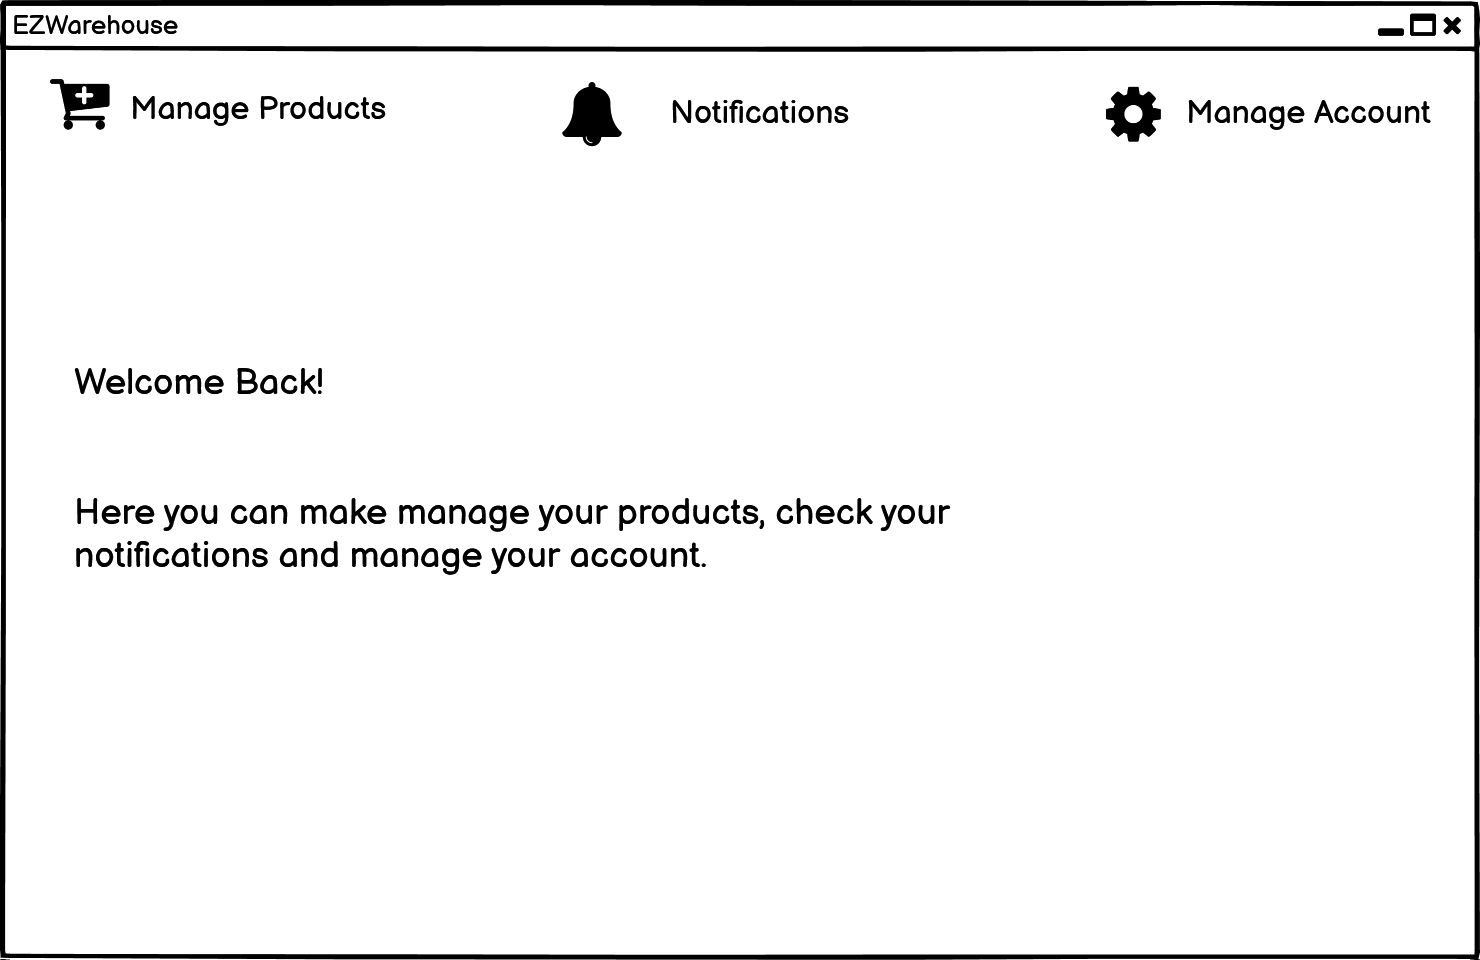 EZWarehouse
Manage Products
Notifications
Manage Account
Welcome Back!
Here you can make manage your products, check your
notifications and manage your account.